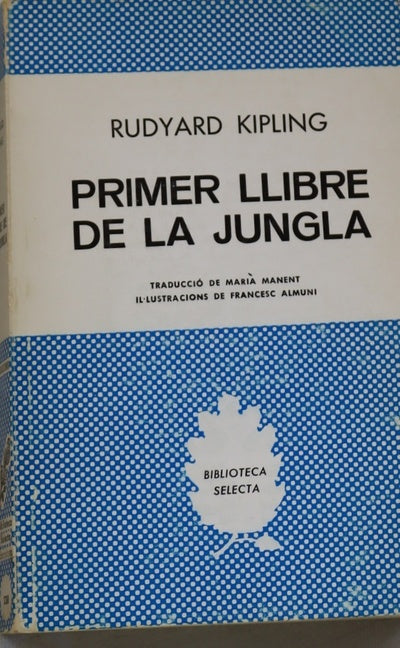 RUDYARD KIPLING
PRIMER LLIBRE
DE LA JUNGLA
TRADUCCIÓ DE MARIÀ MANENT
IL·LUSTRACIONS DE FRANCESC ALMUNI
BIBLIOTECA
SELECTA